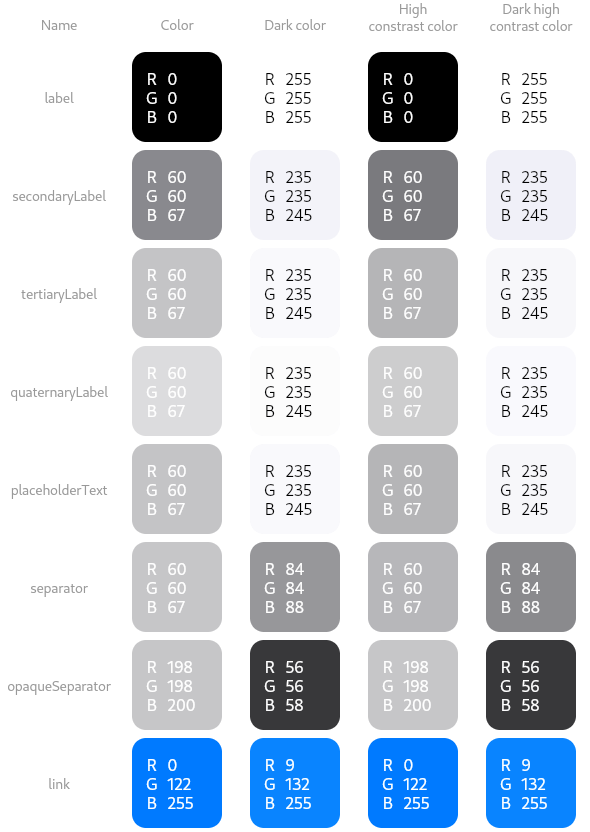 Name Color Dark color High constrast color Dark high contrast color
label
R 0 R 255 R 0 R 255
G 0 G 255 G 0 G 255
B 0 B 255 B 0 B 255
secondaryLabel
R 60 R 235 R 60 R 235
G 60 G 235 G 60 G 235
B 67 B 245 B 67 B 245
tertiaryLabel
R 60 R 235 R 60 R 235
G 60 G 235 G 60 G 235
B 67 B 245 B 67 B 245
quaternaryLabel
R 60 R 235 R 60 R 235
G 60 G 235 G 60 G 235
B 67 B 245 B 67 B 245
placeholderText
R 60 R 235 R 60 R 235
G 60 G 235 G 60 G 235
B 67 B 245 B 67 B 245
separator
R 60 R 84 R 60 R 84
G 60 G 84 G 60 G 84
B 67 B 88 B 67 B 88
opaqueSeparator
R 198 R 56 R 198 R 56
G 198 G 56 G 198 G 56
B 200 B 58 B 200 B 58
link
R 0 R 9 R 0 R 9
G 122 G 132 G 122 G 132
B 255 B 255 B 255 B 255